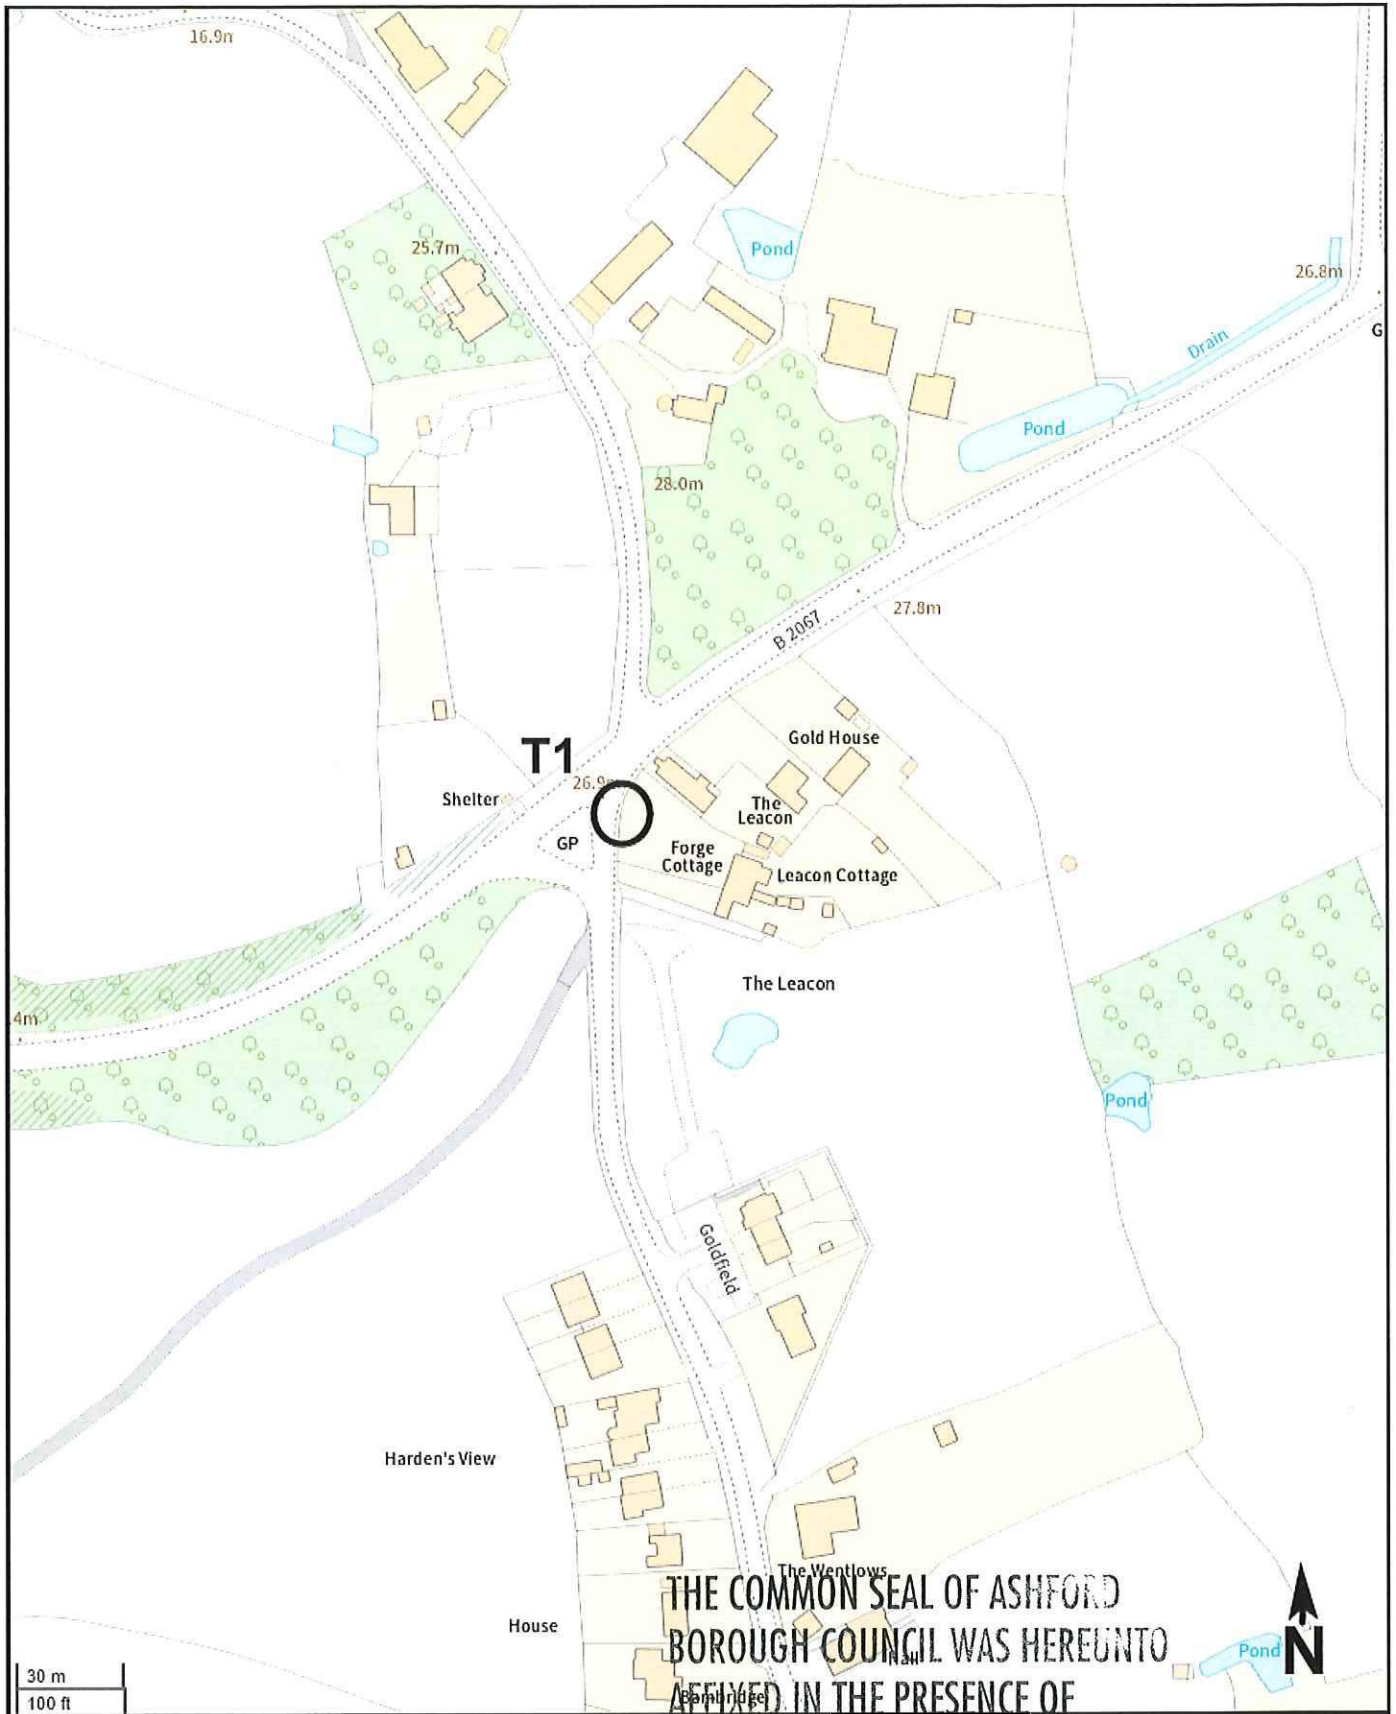 16.9m
25.7m
Pond
26.8m
G
Drain
Pond
28.0m
27.8m
B 2067
Gold House
T1
26.9m
Shelter
The
Leacon
GP
Forge
Cottage
Leacon Cottage
The Leacon
.4m
Pond
Goldfield
Harden's View
The Wentlows
THE COMMON SEAL OF ASHFORD
House
BOROUGH COUNCIL WAS HEREUNTO
Hall
Pond
N
30 m
100 ft
Bambridge
AFFIXED IN THE PRESENCE OF